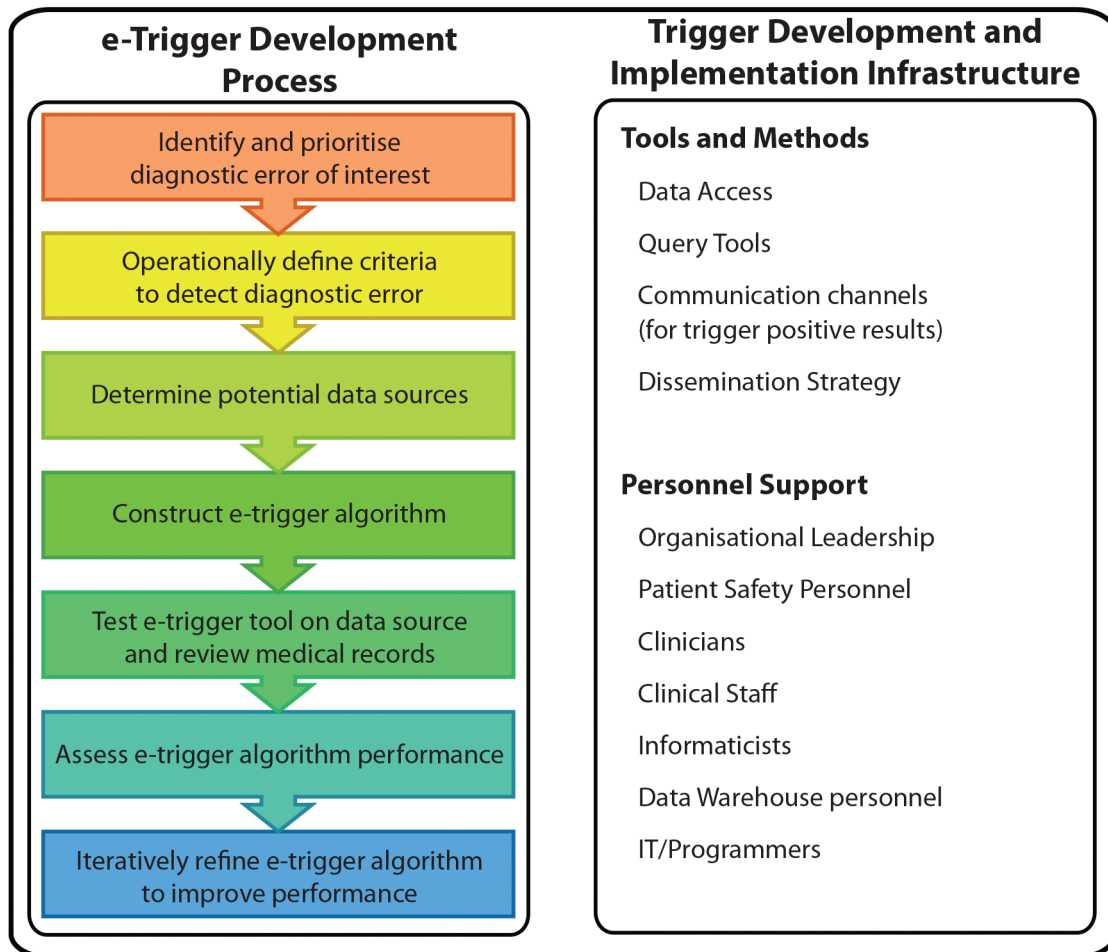 e-Trigger Development
Process
Identify and prioritise
diagnostic error of interest
Operationally define criteria
to detect diagnostic error
Determine potential data sources
Construct e-trigger algorithm
Test e-trigger tool on data source
and review medical records
Assess e-trigger algorithm performance
Iteratively refine e-trigger algorithm
to improve performance
Trigger Development and
Implementation Infrastructure
Tools and Methods
Data Access
Query Tools
Communication channels
(for trigger positive results)
Dissemination Strategy
Personnel Support
Organisational Leadership
Patient Safety Personnel
Clinicians
Clinical Staff
Informaticists
Data Warehouse personnel
IT/Programmers